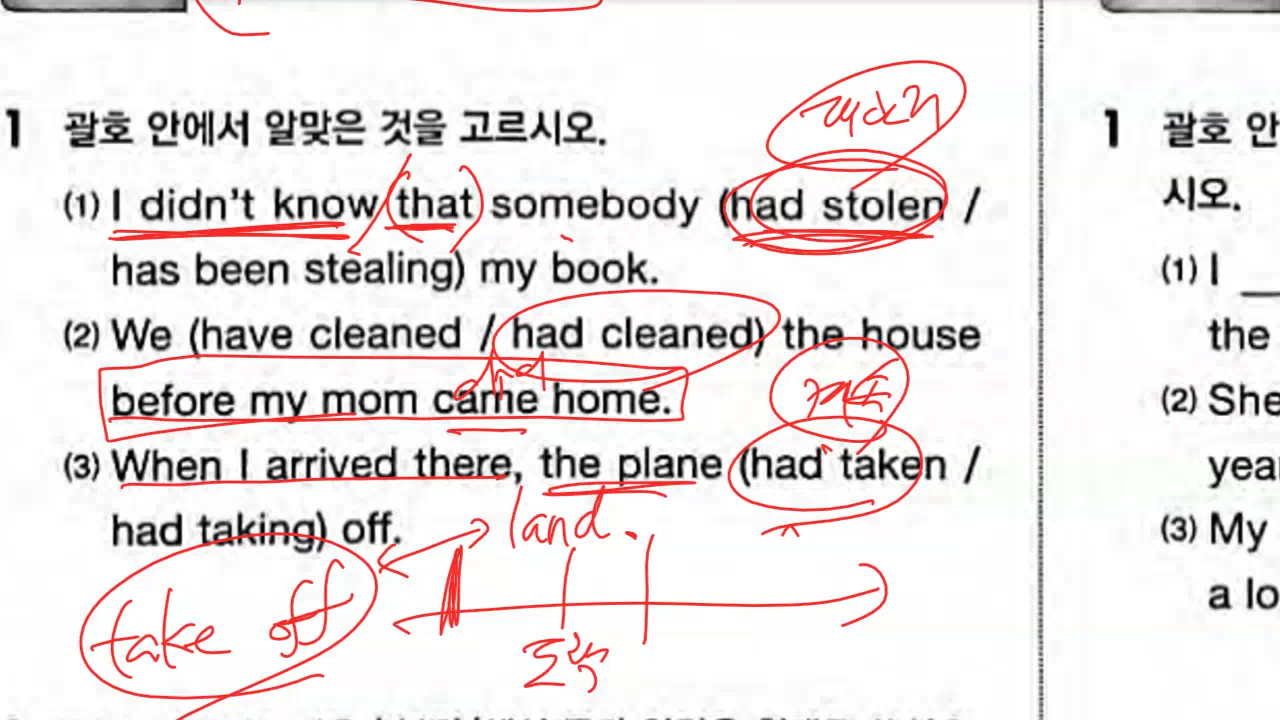 1 괄호 안에서 알맞은 것을 고르시오.
(1) I didn't know that somebody (had stolen /
has been stealing) my book.
(2) We (have cleaned / had cleaned) the house
before my mom came home.
(3) When I arrived there, the plane (had taken /
had taking) off.
land.
take off
도착
1 괄호 안
시오.
(1) I
the
(2) She
(3) My
a lo